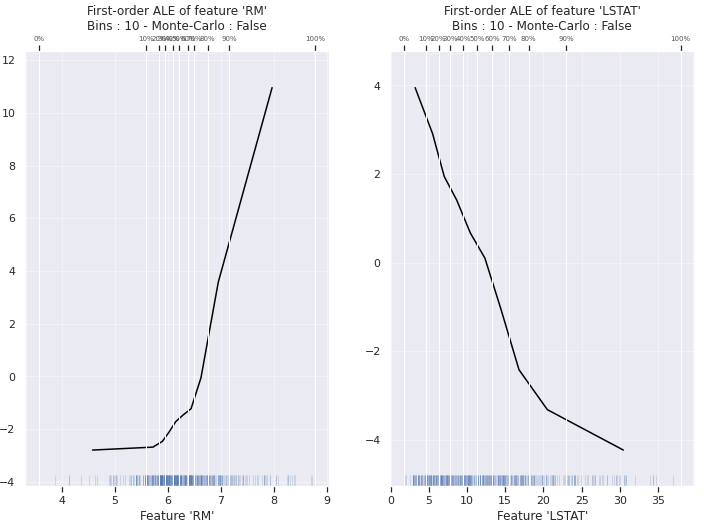 First-order ALE of feature 'RM'
Bins : 10 - Monte-Carlo : False
0% 10% 80% 90% 100%
12
10
8
6
4
2
0
−2
−4
4 5 6 7 8 9
Feature 'RM'
First-order ALE of feature 'LSTAT'
Bins : 10 - Monte-Carlo : False
0% 10% 20% 30% 40% 50% 60% 70% 80% 90% 100%
4
2
0
−2
−4
0 5 10 15 20 25 30 35
Feature 'LSTAT'